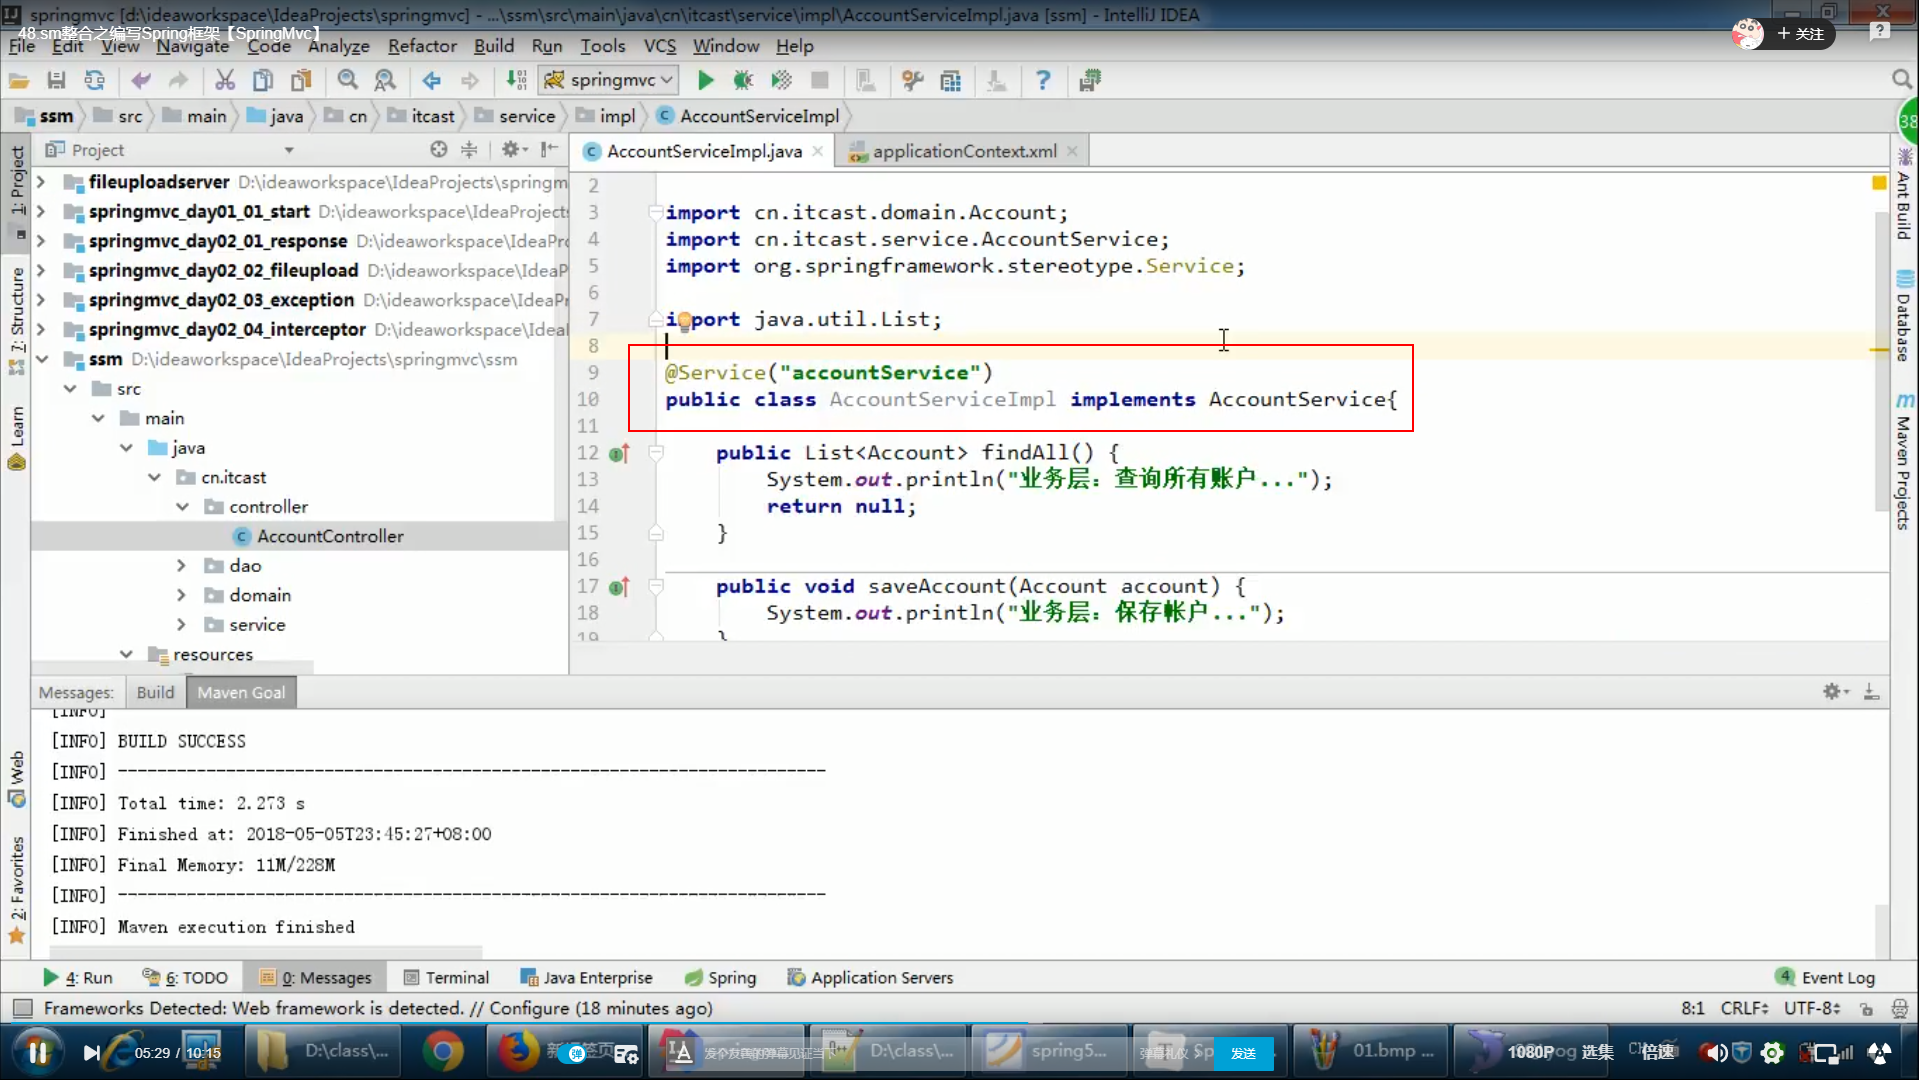 springmvc [d:\ideaworkspace\IdeaProjects\springmvc] - ...\ssm\src\main\java\cn\itcast\service\impl\AccountServiceImpl.java [ssm] - IntelliJ IDEA
48.sm整合之编写Spring框架【SpringMvc】
+ 关注
File Edit View Navigate Code Analyze Refactor Build Run Tools VCS Window Help
springmvc
ssm src main java cn itcast service impl AccountServiceImpl
38
Project
AccountServiceImpl.java applicationContext.xml
fileuploadserver D:\ideaworkspace\IdeaProjects\springm
springmvc_day01_01_start D:\ideaworkspace\IdeaProject
springmvc_day02_01_response D:\ideaworkspace\IdeaPro
springmvc_day02_02_fileupload D:\ideaworkspace\IdeaP
springmvc_day02_03_exception D:\ideaworkspace\IdeaPr
springmvc_day02_04_interceptor D:\ideaworkspace\Ideal
ssm D:\ideaworkspace\IdeaProjects\springmvc\ssm
src
main
java
cn.itcast
controller
AccountController
dao
domain
service
resources
1: Project
7: Structure
Learn
Web
2: Favorites
2
3 import cn.itcast.domain.Account;
4 import cn.itcast.service.AccountService;
5 import org.springframework.stereotype.Service;
6
7 import java.util.List;
8
9 @Service("accountService")
10 public class AccountServiceImpl implements AccountService{
11
12 public List<Account> findAll() {
13 System.out.println("业务层：查询所有账户...");
14 return null;
15 }
16
17 public void saveAccount(Account account) {
18 System.out.println("业务层：保存帐户...");
19 }
Ant Build
Database
Maven Projects
Messages: Build Maven Goal
[INFO]
[INFO] BUILD SUCCESS
[INFO] ------------------------------------------------------------------------
[INFO] Total time: 2.273 s
[INFO] Finished at: 2018-05-05T23:45:27+08:00
[INFO] Final Memory: 11M/228M
[INFO] ------------------------------------------------------------------------
[INFO] Maven execution finished
4: Run 6: TODO 0: Messages Terminal Java Enterprise Spring Application Servers 4 Event Log
Frameworks Detected: Web framework is detected. // Configure (18 minutes ago) 8:1 CRLF UTF-8
05:29 / 10:15 D:\class\... 弹 D:\class\... spring5... 弹幕礼仪 > 发送 01.bmp ... 1080P 选集 倍速